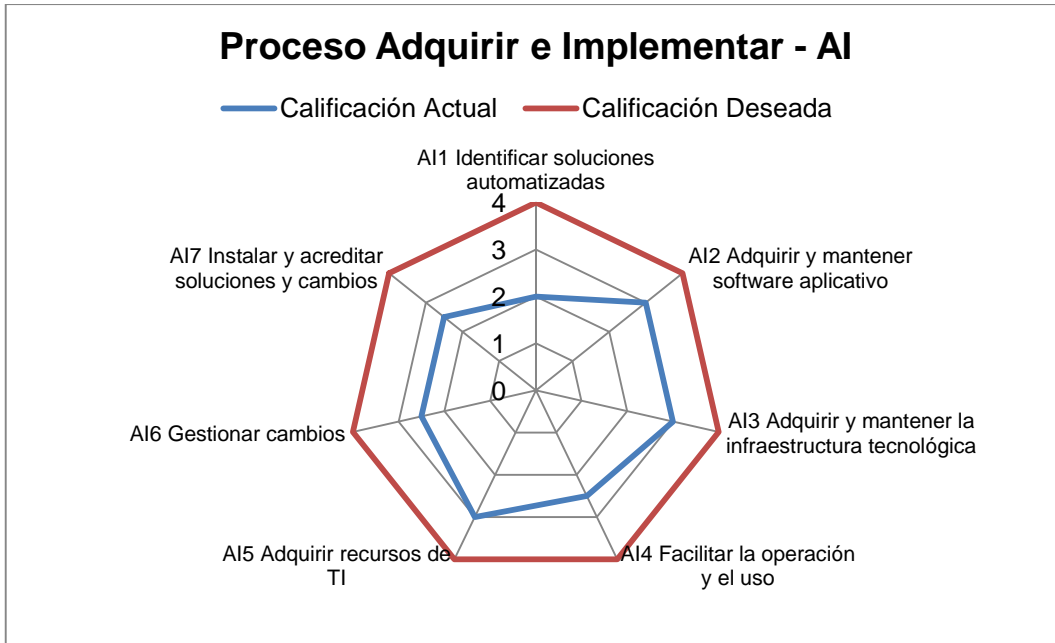 Proceso Adquirir e Implementar - AI
Calificación Actual
Calificación Deseada
AI1 Identificar soluciones
automatizadas
4
3
2
1
0
AI2 Adquirir y mantener
software aplicativo
AI3 Adquirir y mantener la
infraestructura tecnológica
AI4 Facilitar la operación
y el uso
AI5 Adquirir recursos de
TI
AI6 Gestionar cambios
AI7 Instalar y acreditar
soluciones y cambios